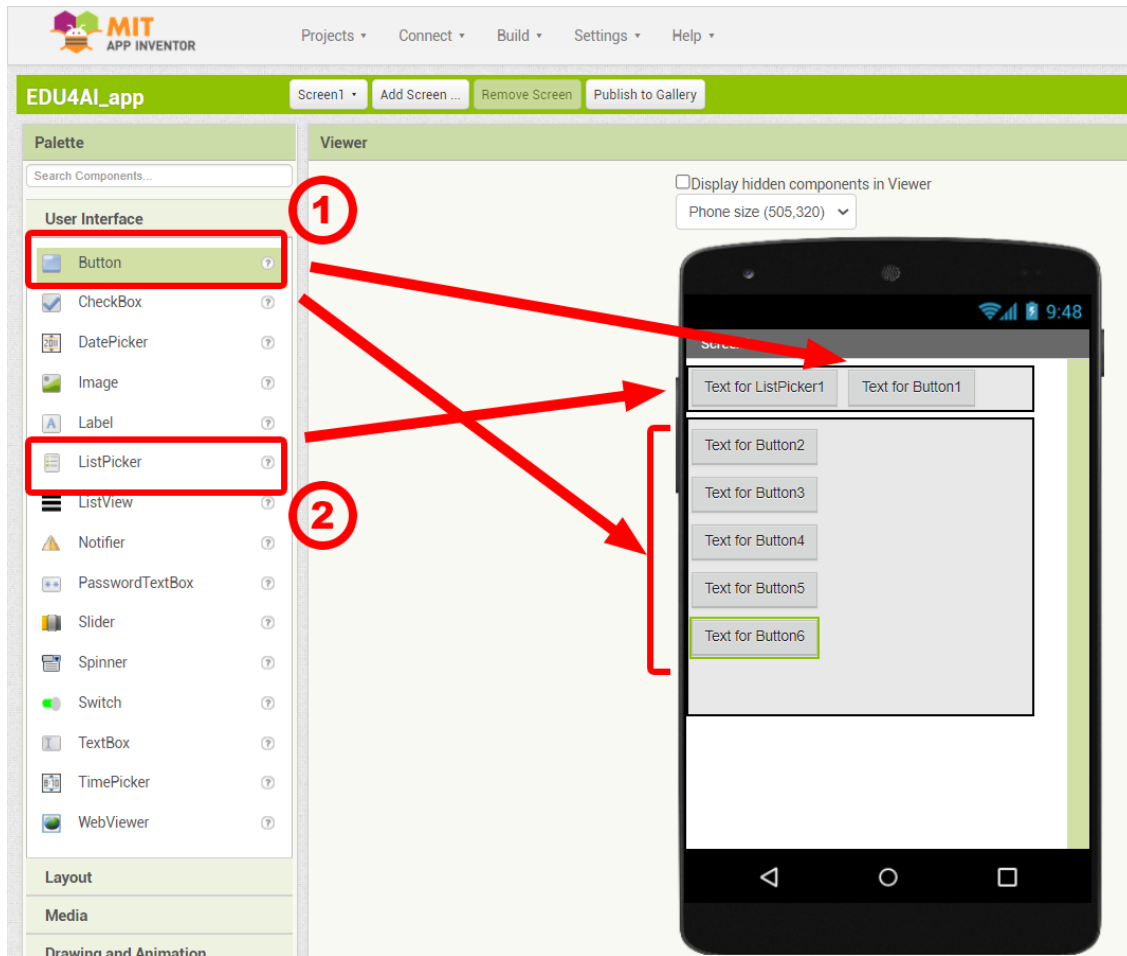 MIT
APP INVENTOR
Projects
Connect
Build
Settings
Help
EDU4AI_app
Screen1
Add Screen ...
Remove Screen
Publish to Gallery
Palette
Viewer
Search Components...
User Interface
1
Button
CheckBox
DatePicker
Image
Label
ListPicker
ListView
2
Notifier
PasswordTextBox
Slider
Spinner
Switch
TextBox
TimePicker
WebViewer
Layout
Media
Drawing and Animation
Display hidden components in Viewer
Phone size (505,320)
9:48
Text for ListPicker1
Text for Button1
Text for Button2
Text for Button3
Text for Button4
Text for Button5
Text for Button6